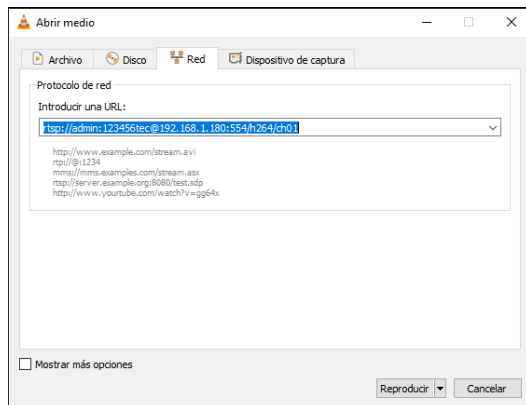 Abrir medio
Archivo Disco Red Dispositivo de captura
Protocolo de red
Introducir una URL:
rtsp://admin:123456tec@192.168.1.180:554/h264/ch01
http://www.example.com/stream.avi
rtp://@:1234
mms://mms.examples.com/stream.asx
rtsp://server.example.org:8080/test.sdp
http://www.yourtube.com/watch?v=gg64x
Mostrar más opciones
Reproducir Cancelar